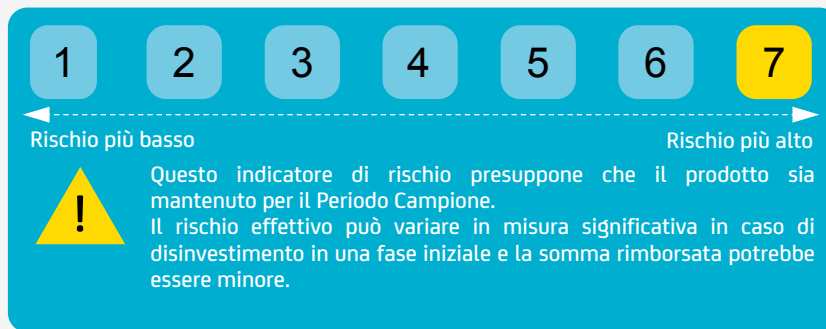 1 2 3 4 5 6 7
Rischio più basso Rischio più alto
!
Questo indicatore di rischio presuppone che il prodotto sia
mantenuto per il Periodo Campione.
Il rischio effettivo può variare in misura significativa in caso di
disinvestimento in una fase iniziale e la somma rimborsata potrebbe
essere minore.